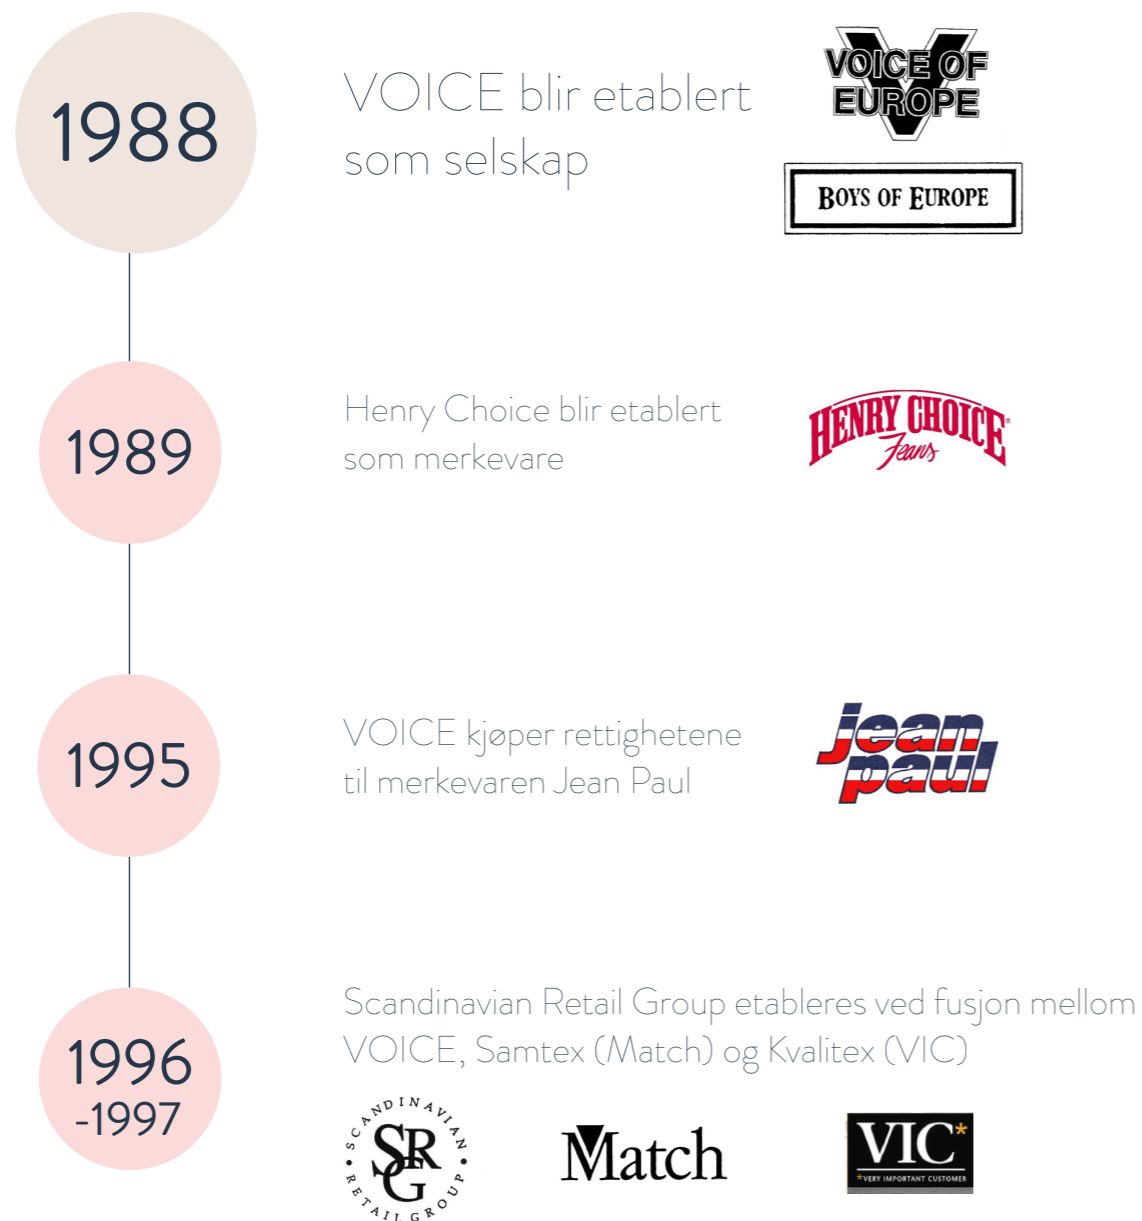 1988
VOICE blir etablert
som selskap
VOICE OF
EUROPE
BOYS OF EUROPE
1989
Henry Choice blir etablert
som merkevare
HENRY CHOICE®
Jeans
1995
VOICE kjøper rettighetene
til merkevaren Jean Paul
jean
paul
1996
-1997
Scandinavian Retail Group etableres ved fusjon mellom
VOICE, Samtex (Match) og Kvalitex (VIC)
SCANDINAVIAN
SRG
RETAIL GROUP
Match
VIC*
*VERY IMPORTANT CUSTOMER